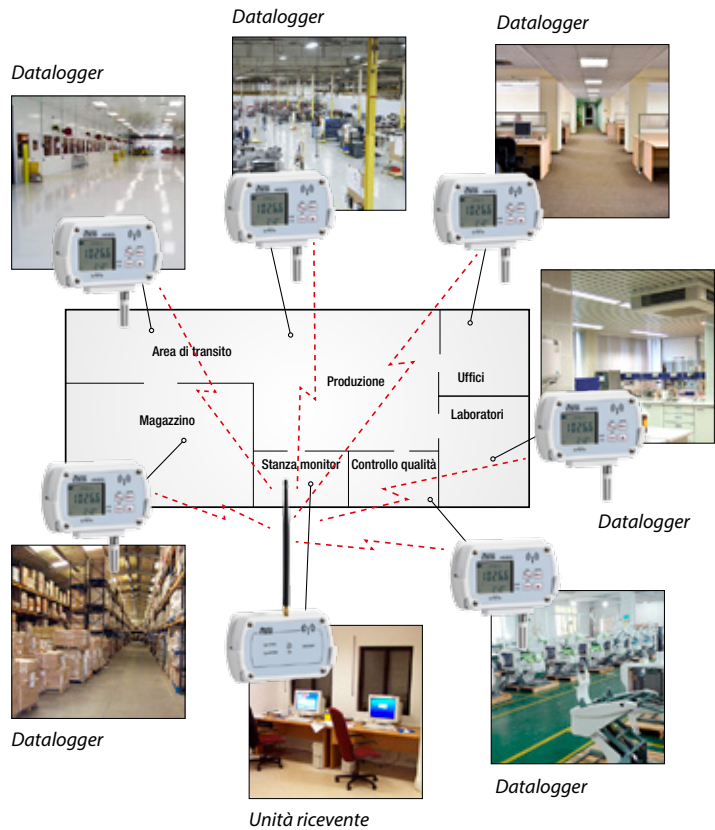 Datalogger
Datalogger
Datalogger
Area di transito
Produzione
Uffici
Laboratori
Magazzino
Stanza monitor
Controllo qualità
Datalogger
Datalogger
Datalogger
Unità ricevente